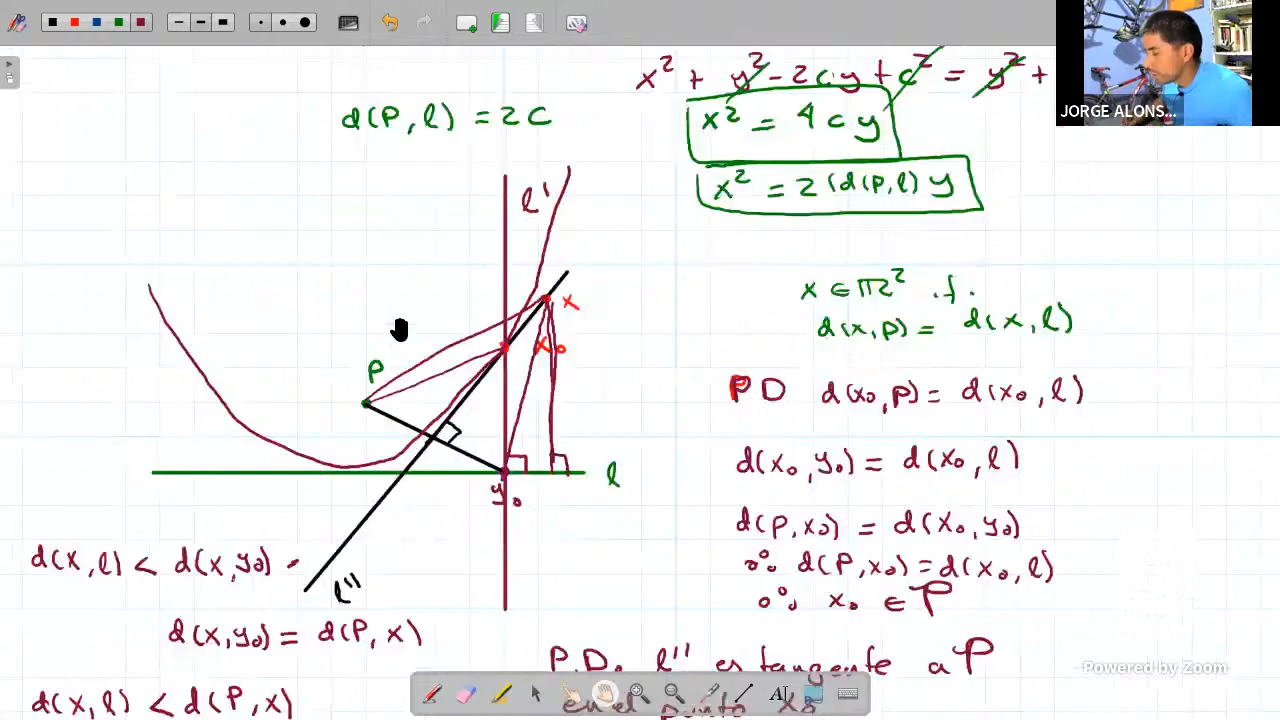 x² + y² - 2cy + c² = y² +
d(P, l) = 2c
x² = 4cy
x² = 2(d(P,l) y
JORGE ALONS...
l'
x ∈ ℝ² .f.
d(x,p) = d(x, l)
x
x₀
P
PD d(x₀,p) = d(x₀, l)
l
y₀
d(x₀, y₀) = d(x₀, l)
d(P, x₀) = d(x₀, y₀)
d(x, l) < d(x, y₀)
∴ d(P, x₀) = d(x₀, l)
l''
∴ x₀ ∈ P
d(x, y₀) = d(P, x)
P.D. l'' es tangente a P
Powered by Zoom
d(x, l) < d(P, x)
en el punto x₀